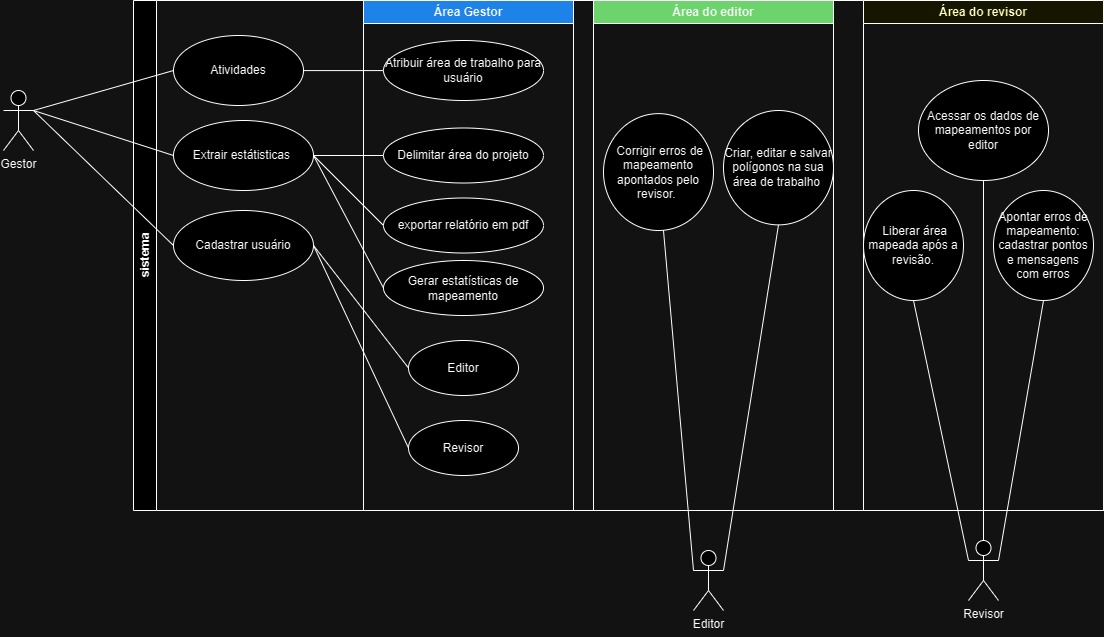 Área Gestor
Área do editor
Área do revisor
Gestor
sistema
Atividades
Extrair estátisticas
Cadastrar usuário
Atribuir área de trabalho para
usuário
Delimitar área do projeto
exportar relatório em pdf
Gerar estatísticas de
mapeamento
Editor
Revisor
Corrigir erros de
mapeamento
apontados pelo
revisor.
Criar, editar e salvar
polígonos na sua
área de trabalho
Acessar os dados de
mapeamentos por
editor
Liberar área
mapeada após a
revisão.
Apontar erros de
mapeamento:
cadastrar pontos
e mensagens
com erros
Editor
Revisor